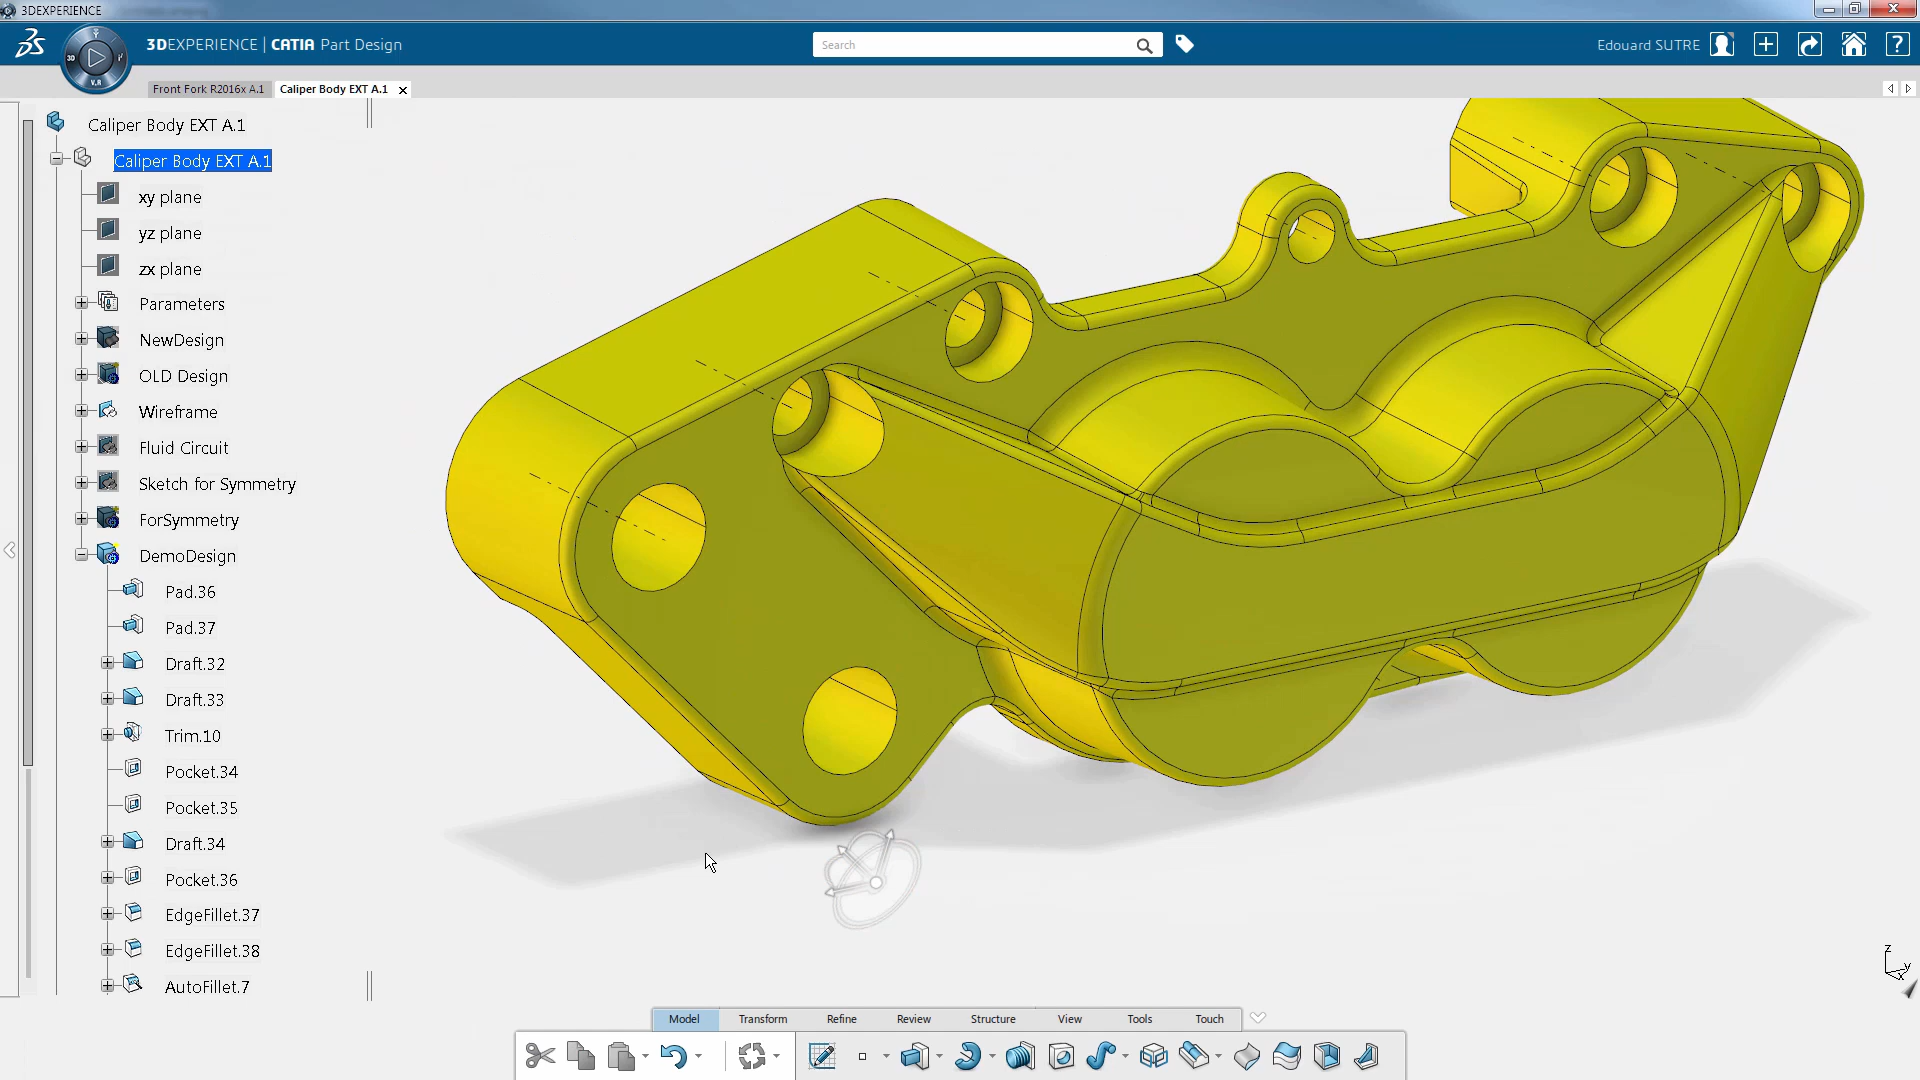 3DEXPERIENCE
3DEXPERIENCE | CATIA Part Design
Search
Edouard SUTRE
3D
V.R
Front Fork R2016x A.1
Caliper Body EXT A.1
Caliper Body EXT A.1
Caliper Body EXT A.1
xy plane
yz plane
zx plane
Parameters
NewDesign
OLD Design
Wireframe
Fluid Circuit
Sketch for Symmetry
ForSymmetry
DemoDesign
Pad.36
Pad.37
Draft.32
Draft.33
Trim.10
Pocket.34
Pocket.35
Draft.34
Pocket.36
EdgeFillet.37
EdgeFillet.38
AutoFillet.7
z
y
x
Model Transform Refine Review Structure View Tools Touch